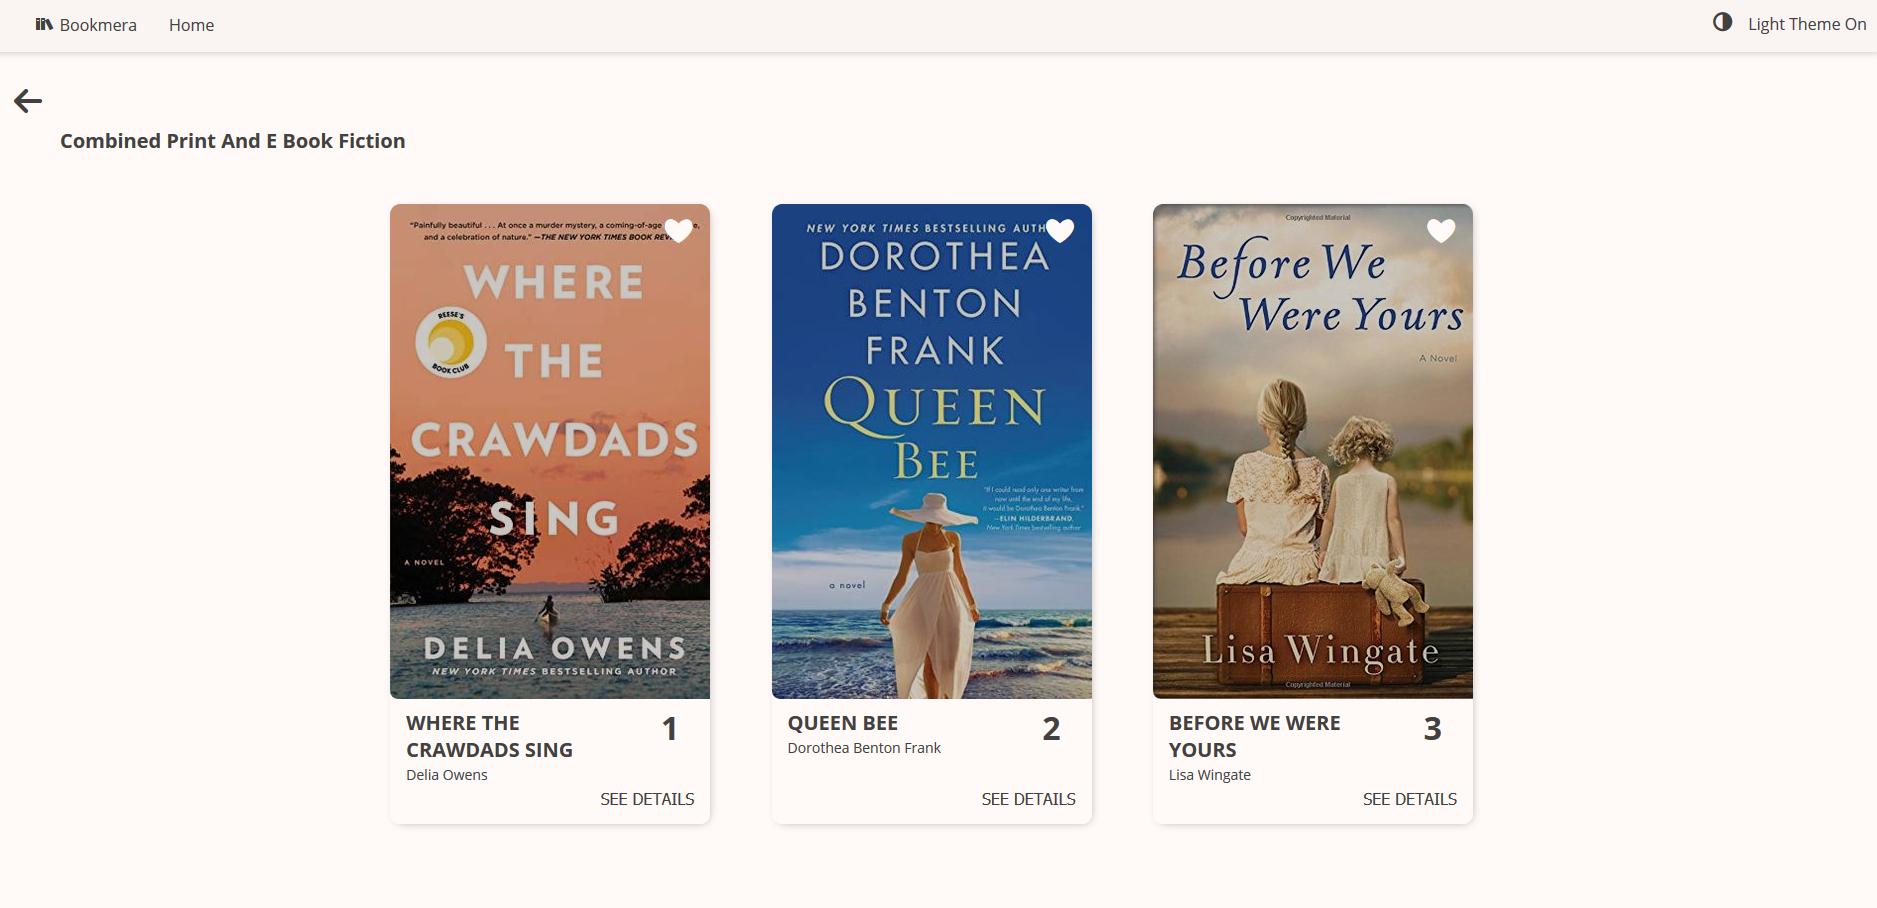 Bookmera Home
Light Theme On
Combined Print And E Book Fiction
"Painfully beautiful . . . At once a murder mystery, a coming-of-age
and a celebration of nature." —THE NEW YORK TIMES BOOK
WHERE
REESE'S
BOOK CLUB
THE
CRAWDADS
SING
A NOVEL
DELIA OWENS
NEW YORK TIMES BESTSELLING AUTHOR
WHERE THE
CRAWDADS SING
1
Delia Owens
SEE DETAILS
NEW YORK TIMES BESTSELLING
DOROTHEA
BENTON
FRANK
QUEEN
BEE
"If I could read only one writer from
now until the end of my life,
it would be Dorothea Benton Frank."
—ELIN HILDERBRAND,
New York Times bestselling author
a novel
QUEEN BEE
2
Dorothea Benton Frank
SEE DETAILS
Copyrighted Material
Before We
Were Yours
A Novel
Lisa Wingate
Copyrighted Material
BEFORE WE WERE
YOURS
3
Lisa Wingate
SEE DETAILS